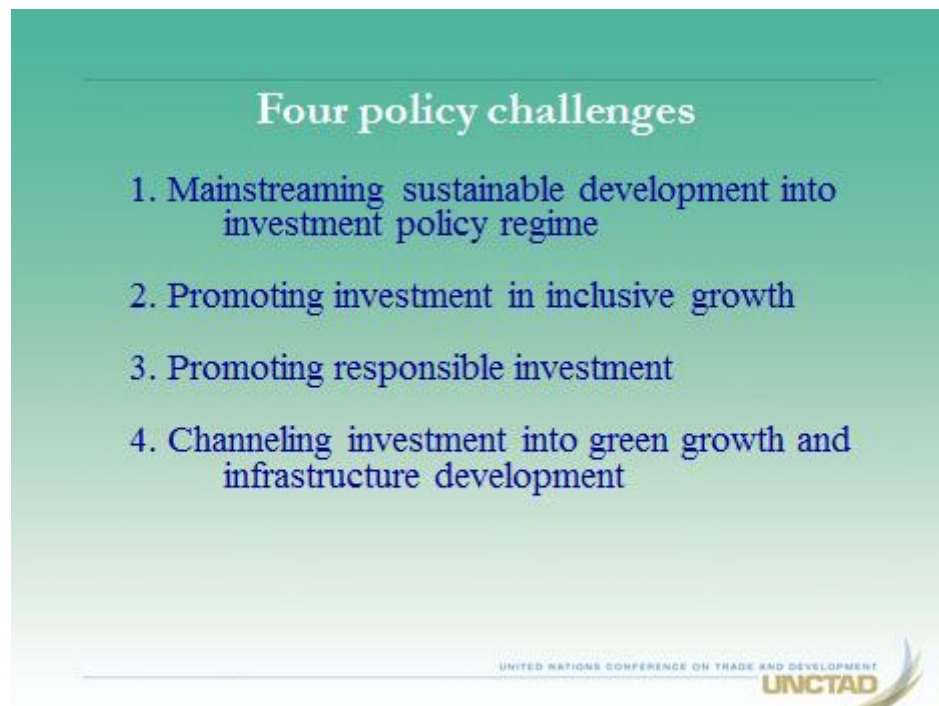 Four policy challenges
1. Mainstreaming sustainable development into
investment policy regime
2. Promoting investment in inclusive growth
3. Promoting responsible investment
4. Channeling investment into green growth and
infrastructure development
UNITED NATIONS CONFERENCE ON TRADE AND DEVELOPMENT
UNCTAD